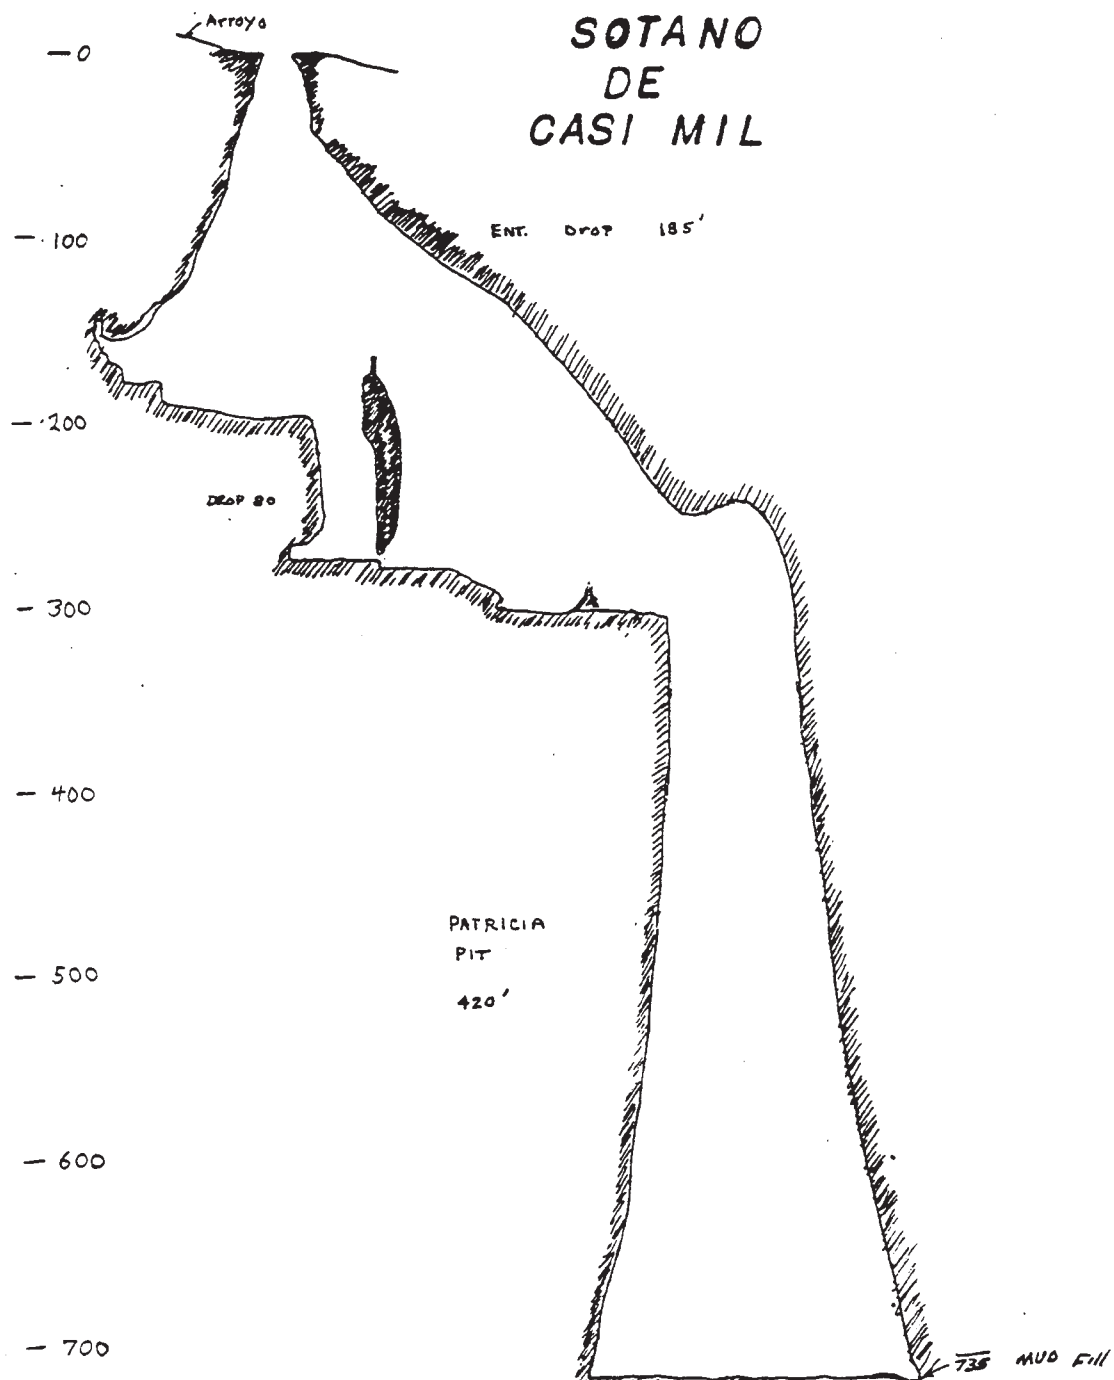 Arroyo
SOTANO
DE
CASI MIL
— 0
ENT. DROP 185'
— 100
— 200
DROP 80
— 300
— 400
PATRICIA
PIT
420'
— 500
— 600
— 700
735 MUD Fill